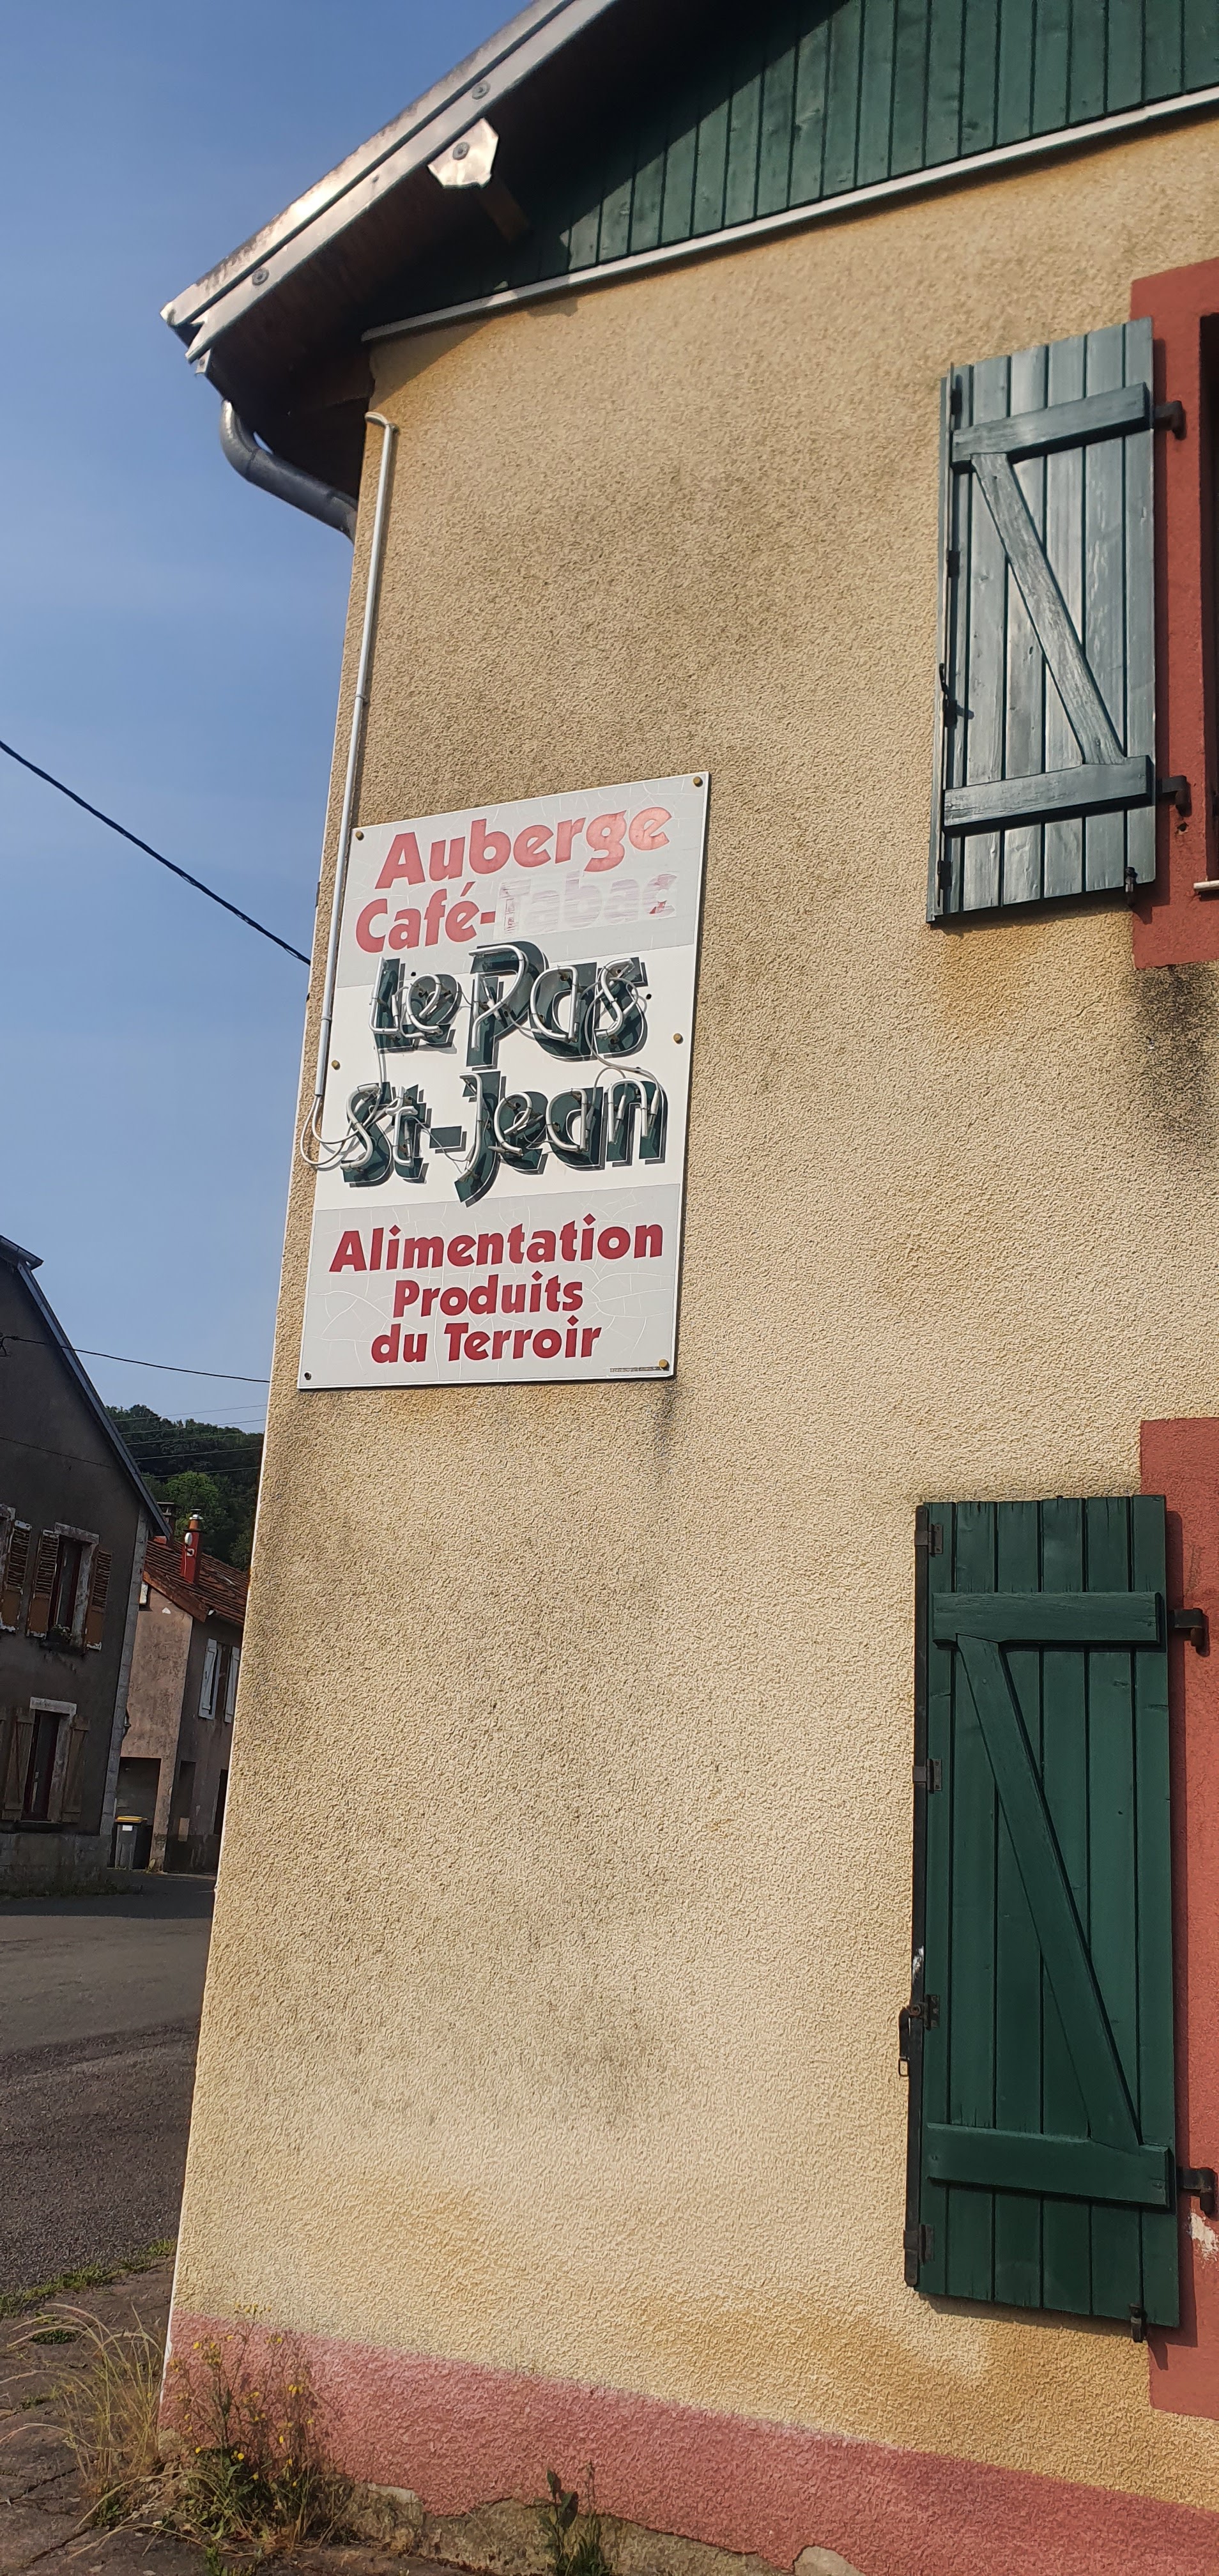 Auberge
Café-Tabac
Le Pas
St-Jean
Alimentation
Produits
du Terroir